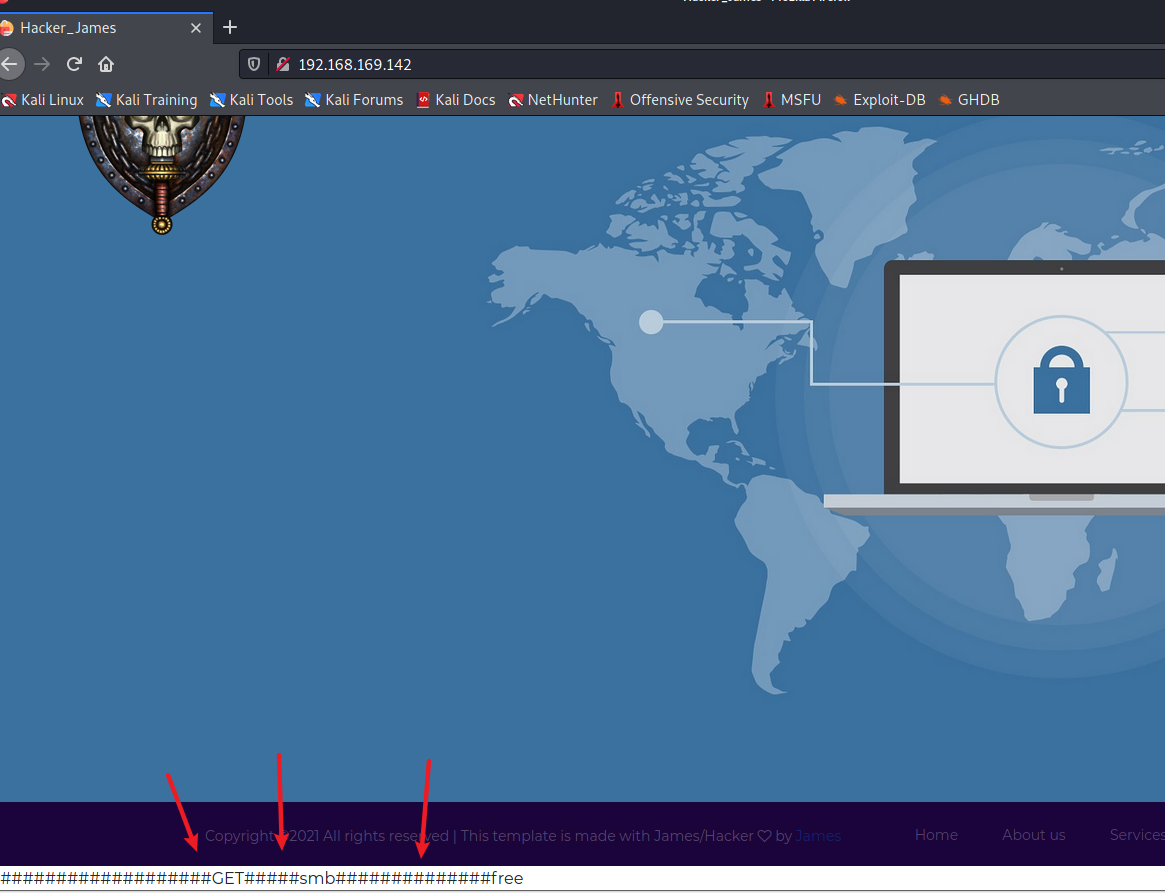 Hacker_James
192.168.169.142
Kali Linux Kali Training Kali Tools Kali Forums Kali Docs NetHunter Offensive Security MSFU Exploit-DB GHDB
Copyright ©2021 All rights reserved | This template is made with James/Hacker ♡ by James Home About us Services
###################GET#####smb##############free